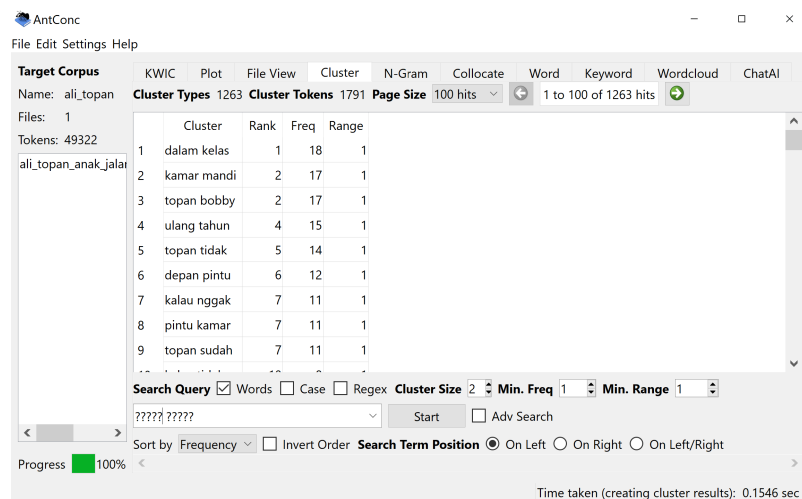 AntConc
File Edit Settings Help
Target Corpus
Name: ali_topan
Files: 1
Tokens: 49322
ali_topan_anak_jalar
Progress 100%
KWIC Plot File View Cluster N-Gram Collocate Word Keyword Wordcloud ChatAI
Cluster Types 1263 Cluster Tokens 1791 Page Size 100 hits 1 to 100 of 1263 hits
Cluster Rank Freq Range
1 dalam kelas 1 18 1
2 kamar mandi 2 17 1
3 topan bobby 2 17 1
4 ulang tahun 4 15 1
5 topan tidak 5 14 1
6 depan pintu 6 12 1
7 kalau nggak 7 11 1
8 pintu kamar 7 11 1
9 topan sudah 7 11 1
Search Query Words Case Regex Cluster Size 2 Min. Freq 1 Min. Range 1
????? ????? Start Adv Search
Sort by Frequency Invert Order Search Term Position On Left On Right On Left/Right
Time taken (creating cluster results): 0.1546 sec